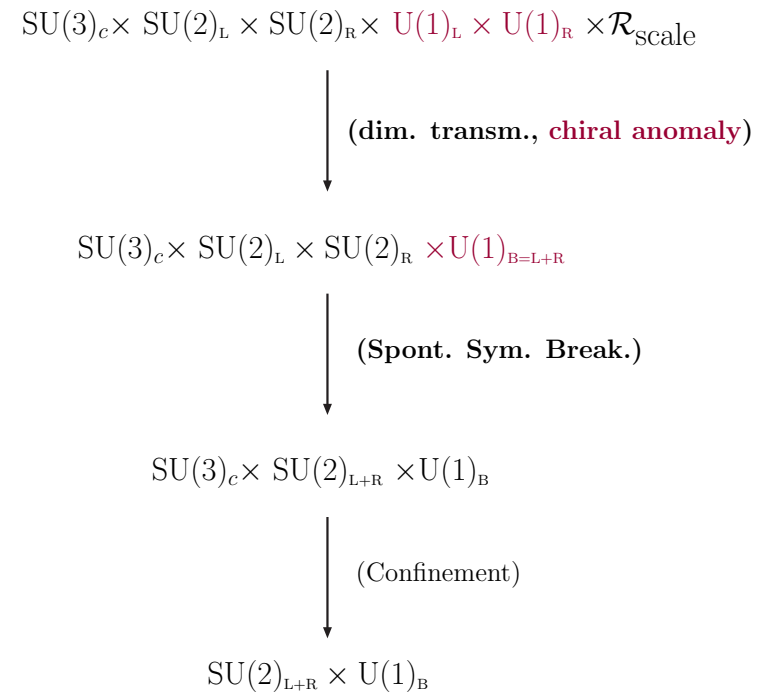 SU(3)c × SU(2)L × SU(2)R × U(1)L × U(1)R × ℛscale
(dim. transm., chiral anomaly)
SU(3)c × SU(2)L × SU(2)R × U(1)B=L+R
(Spont. Sym. Break.)
SU(3)c × SU(2)L+R × U(1)B
(Confinement)
SU(2)L+R × U(1)B